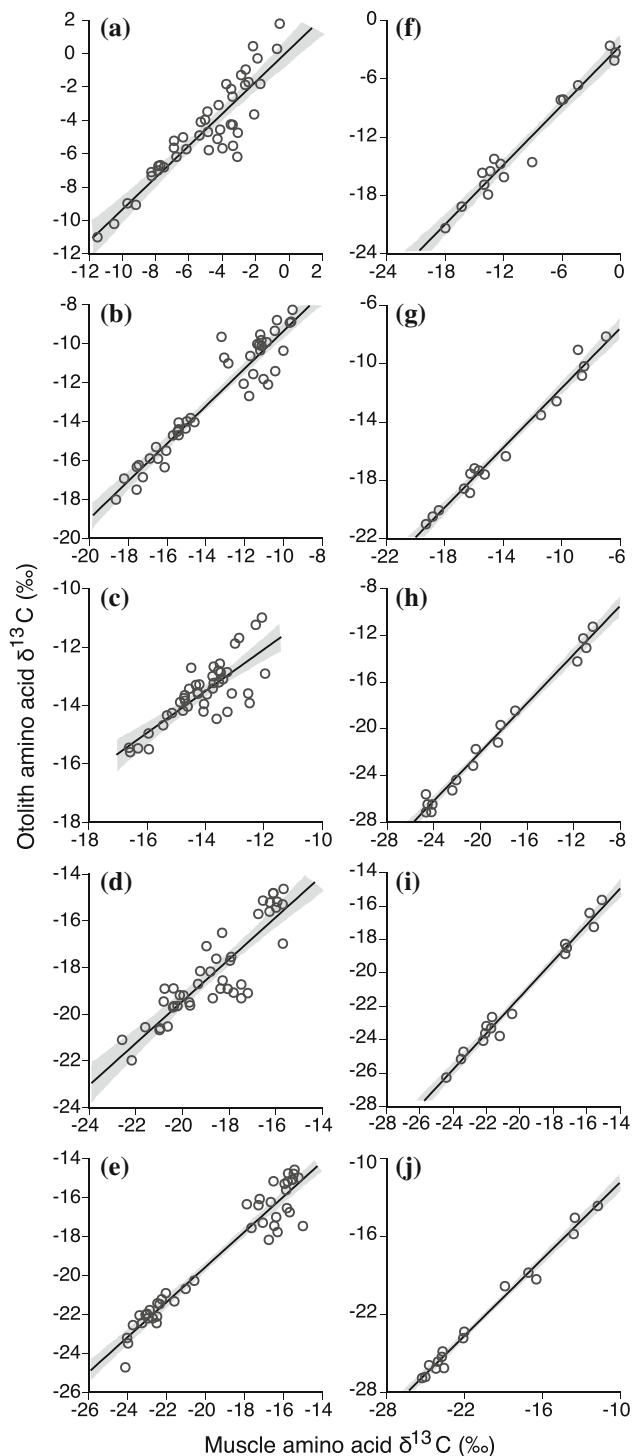 (a)
2
0
-2
-4
-6
-8
-10
-12
-12 -10 -8 -6 -4 -2 0 2
(f)
0
-6
-12
-18
-24
-24 -18 -12 -6 0
(b)
-8
-10
-12
-14
-16
-18
-20
-20 -18 -16 -14 -12 -10 -8
(g)
-6
-10
-14
-18
-22
-22 -18 -14 -10 -6
(c)
-10
-12
-14
-16
-18
-18 -16 -14 -12 -10
(h)
-8
-12
-16
-20
-24
-28
-28 -24 -20 -16 -12 -8
(d)
-14
-16
-18
-20
-22
-24
-24 -22 -20 -18 -16 -14
(i)
-14
-16
-18
-20
-22
-24
-26
-28
-28 -26 -24 -22 -20 -18 -16 -14
(e)
-14
-16
-18
-20
-22
-24
-26
-26 -24 -22 -20 -18 -16 -14
(j)
-10
-16
-22
-28
-28 -22 -16 -10
Otolith amino acid δ¹³C (‰)
Muscle amino acid δ¹³C (‰)